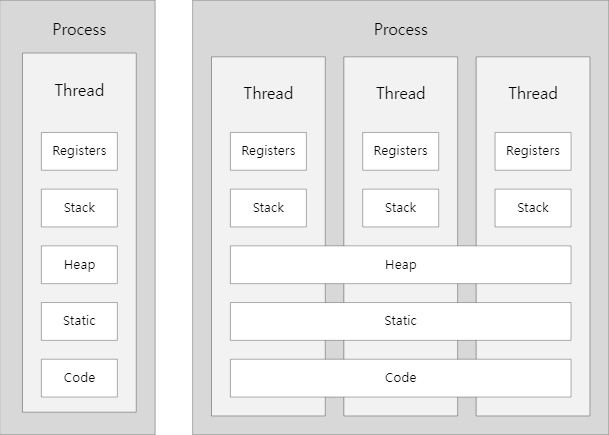 Process
Thread
Registers
Stack
Heap
Static
Code
Process
Thread
Thread
Thread
Registers
Registers
Registers
Stack
Stack
Stack
Heap
Static
Code